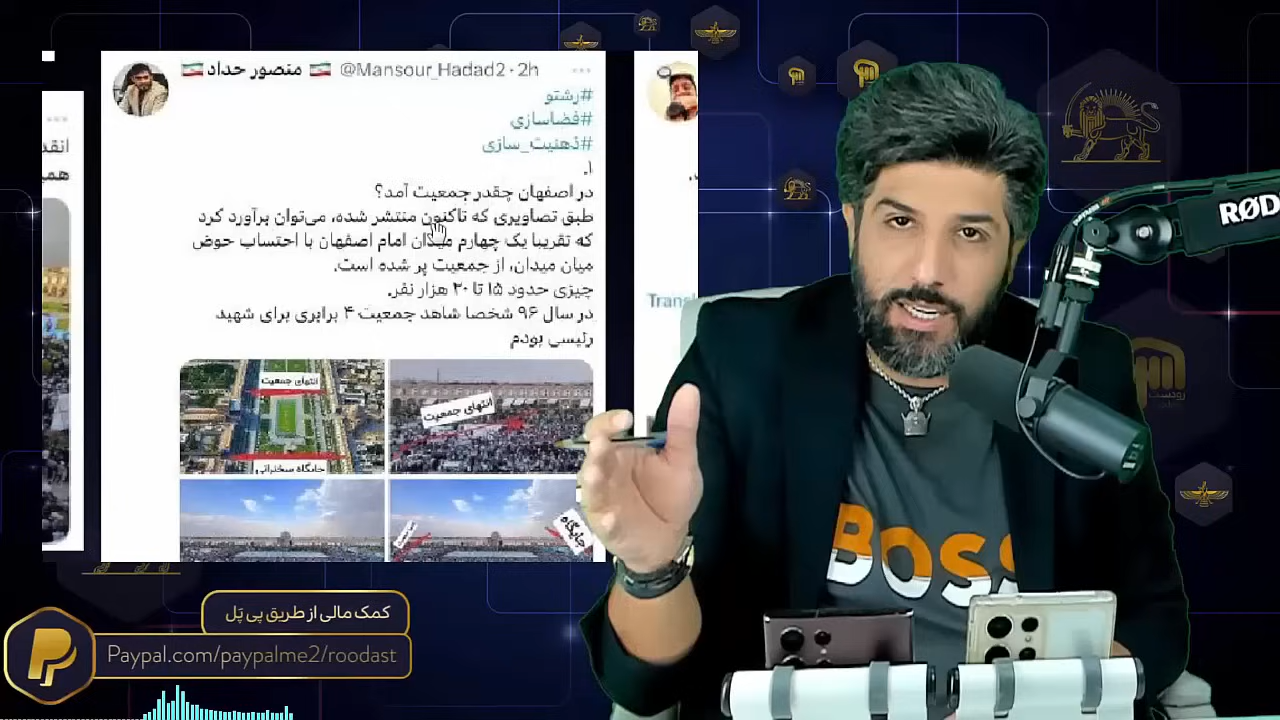 منصور حداد @Mansour_Hadad2 · 2h
#رشتو
#فضاسازی
#ذهنیت_سازی
۱.
در اصفهان چقدر جمعیت آمد؟
طبق تصاویری که تاکنون منتشر شده، می‌توان برآورد کرد
که تقریبا یک چهارم میدان امام اصفهان با احتساب حوض
میان میدان، از جمعیت پر شده است.
چیزی حدود ۱۵ تا ۲۰ هزار نفر.
در سال ۹۶ شخصا شاهد جمعیت ۴ برابری برای شهید
رئیسی بودم
انتهای جمعیت
انتهای جمعیت
جایگاه سخنرانی
جایگاه
انقد
همی
Transl
RØD
BOSS
رودست
کمک مالی از طریق پی پَل
Paypal.com/paypalme2/roodast